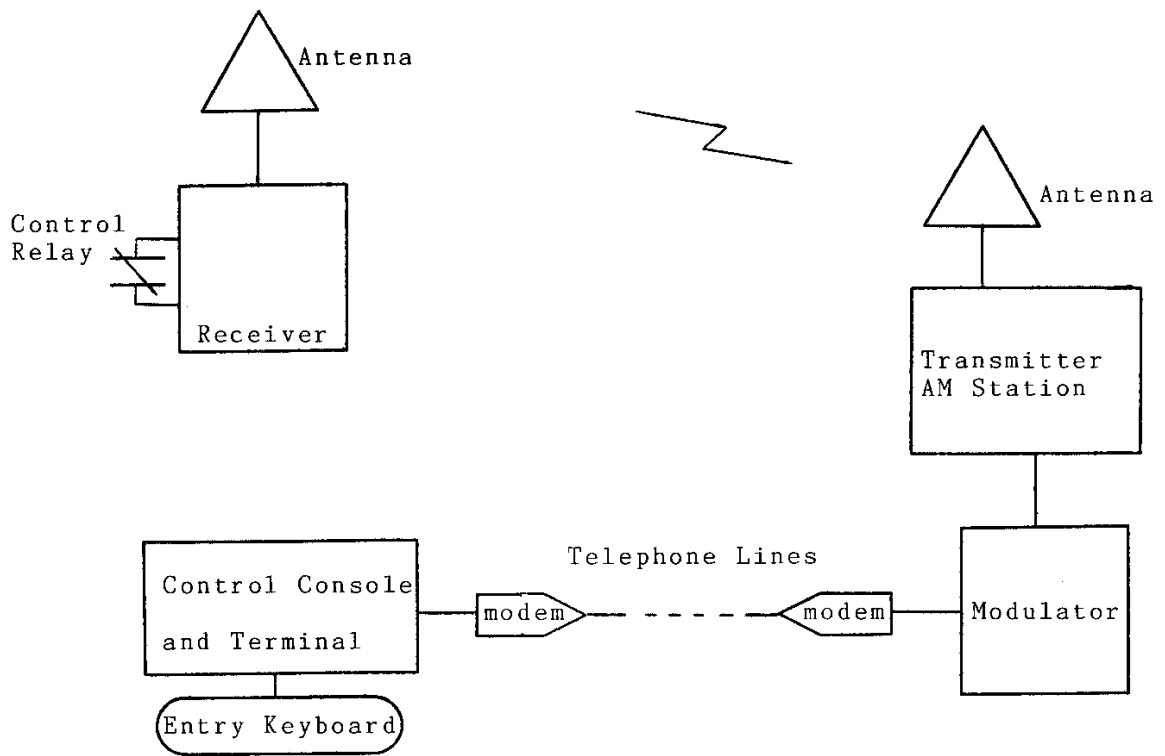 Antenna
Antenna
Control
Relay
Receiver
Transmitter
AM Station
Telephone Lines
Control Console
and Terminal
modem
modem
Modulator
Entry Keyboard